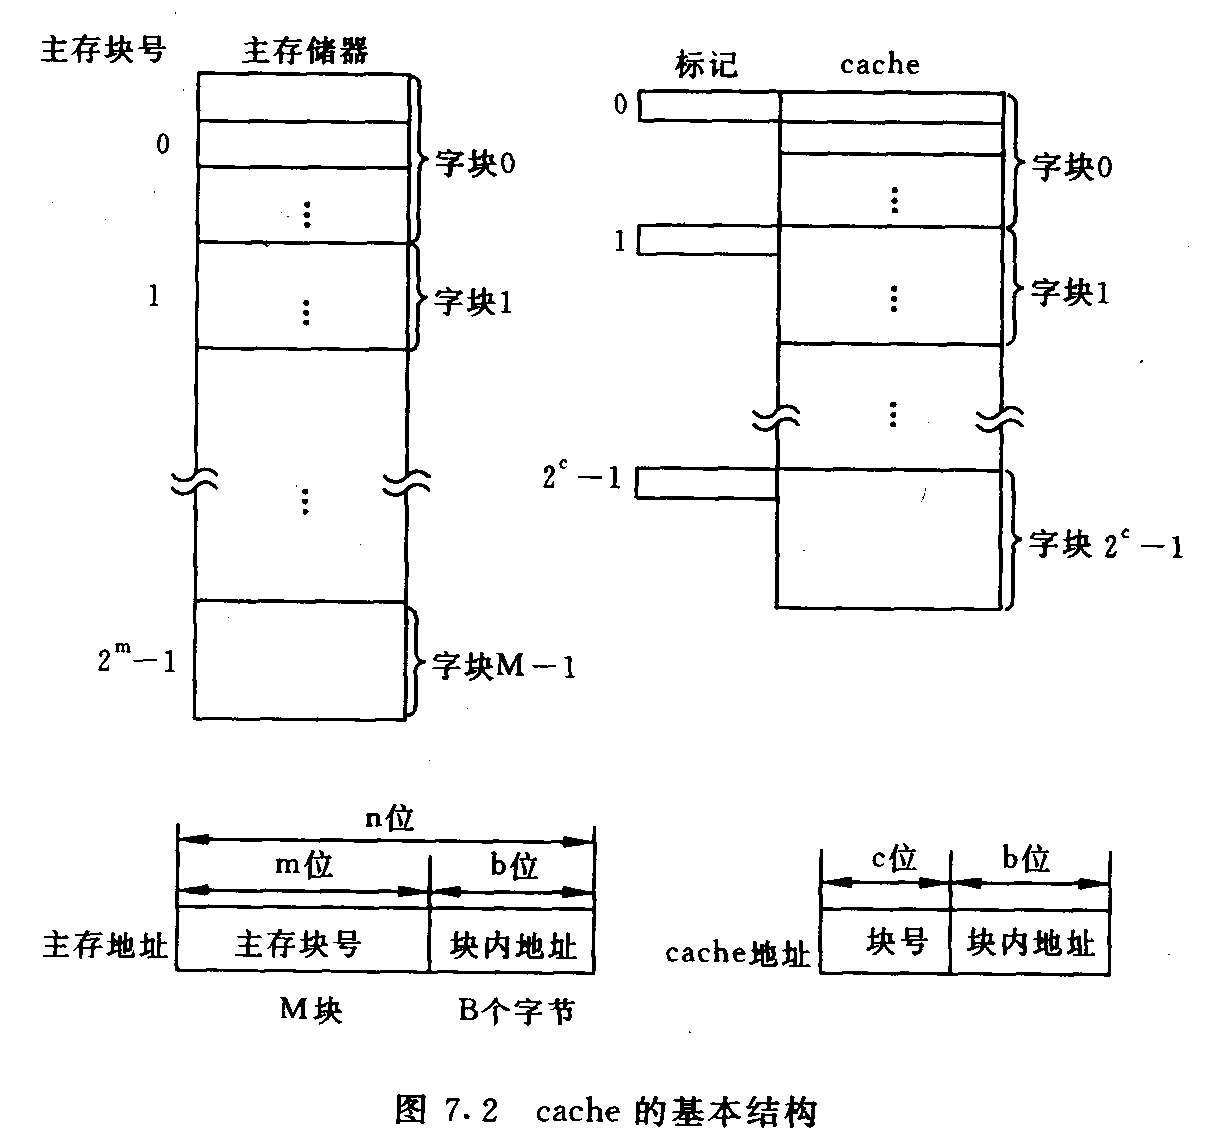 主存块号
主存储器
0
字块0
1
字块1
2^m－1
字块M－1
标记
cache
0
字块0
1
字块1
2^c－1
字块 2^c－1
n位
m位
b位
主存地址
主存块号
块内地址
M块
B个字节
c位
b位
cache地址
块号
块内地址
图 7.2 cache 的基本结构